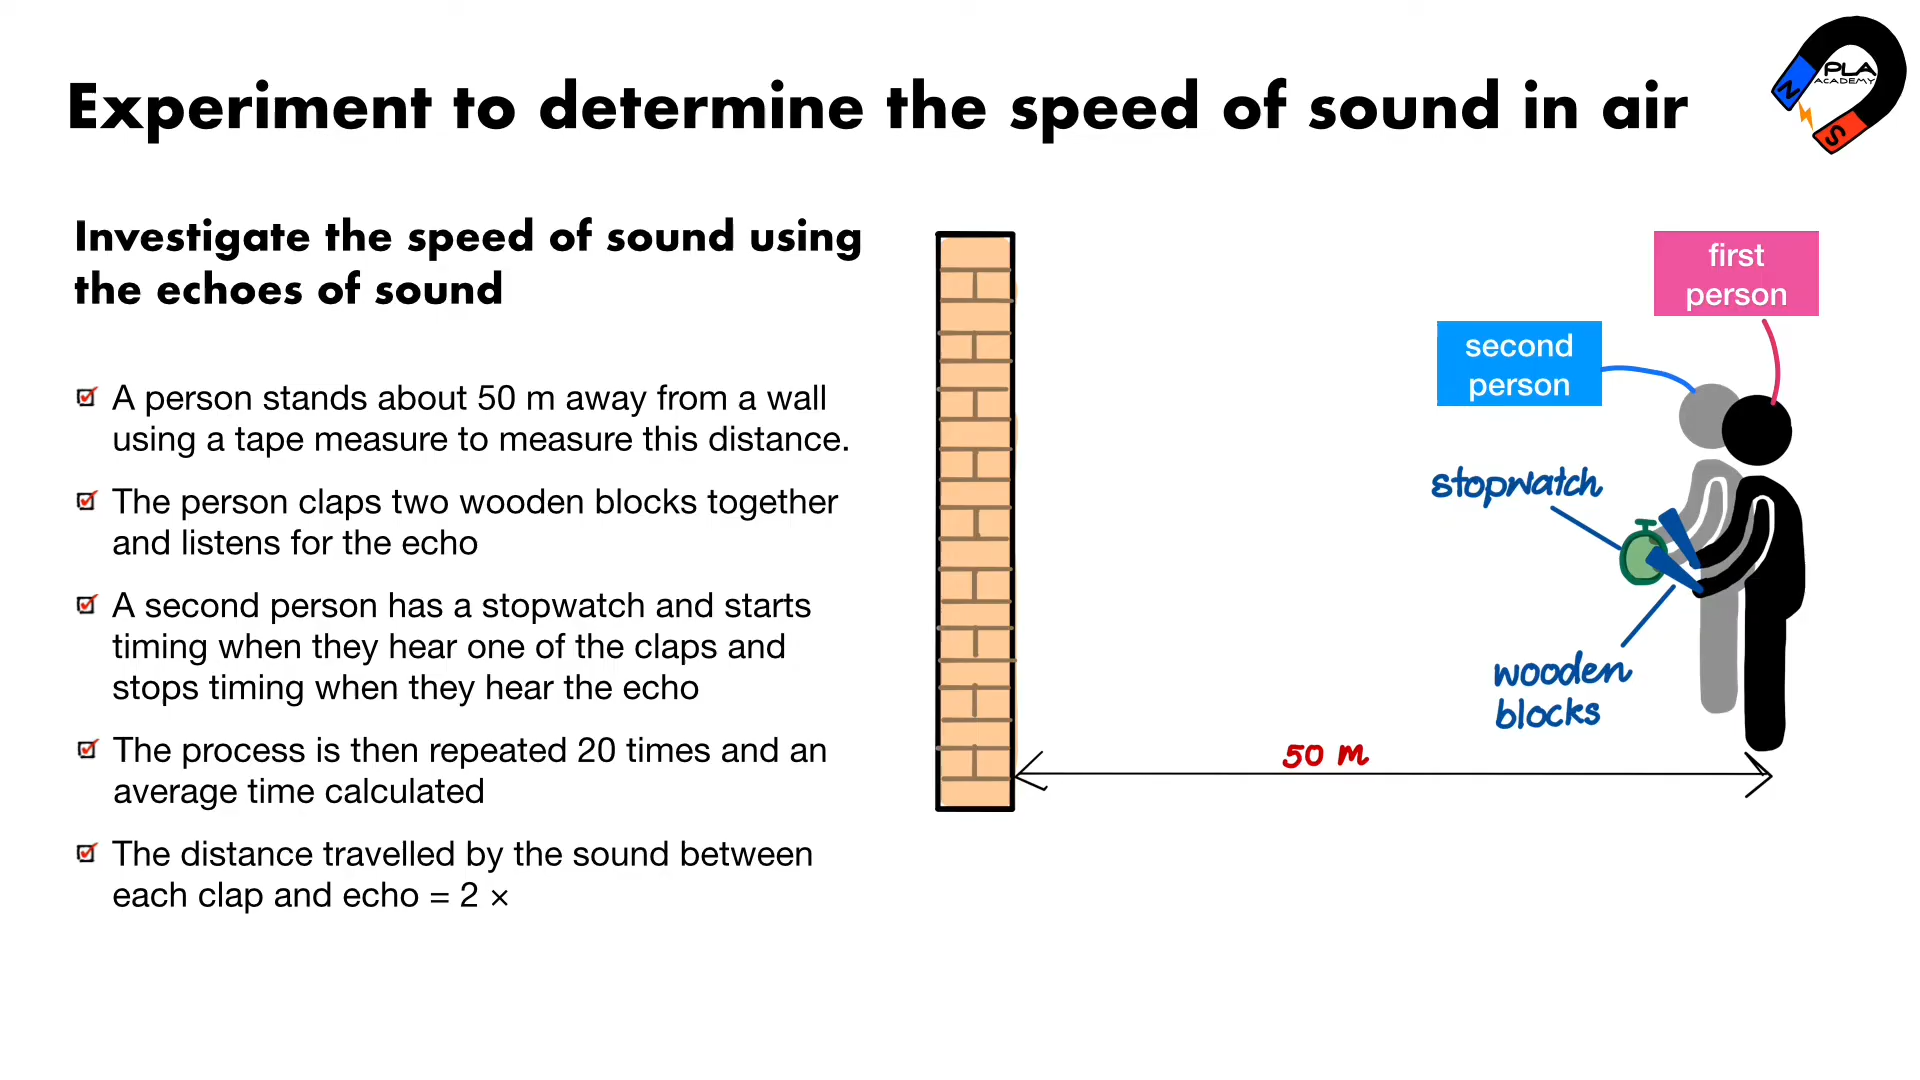 Experiment to determine the speed of sound in air
PLA
ACADEMY
N
S
Investigate the speed of sound using
the echoes of sound
A person stands about 50 m away from a wall
using a tape measure to measure this distance.
The person claps two wooden blocks together
and listens for the echo
A second person has a stopwatch and starts
timing when they hear one of the claps and
stops timing when they hear the echo
The process is then repeated 20 times and an
average time calculated
The distance travelled by the sound between
each clap and echo = 2 ×
first
person
second
person
stopwatch
wooden
blocks
50 m